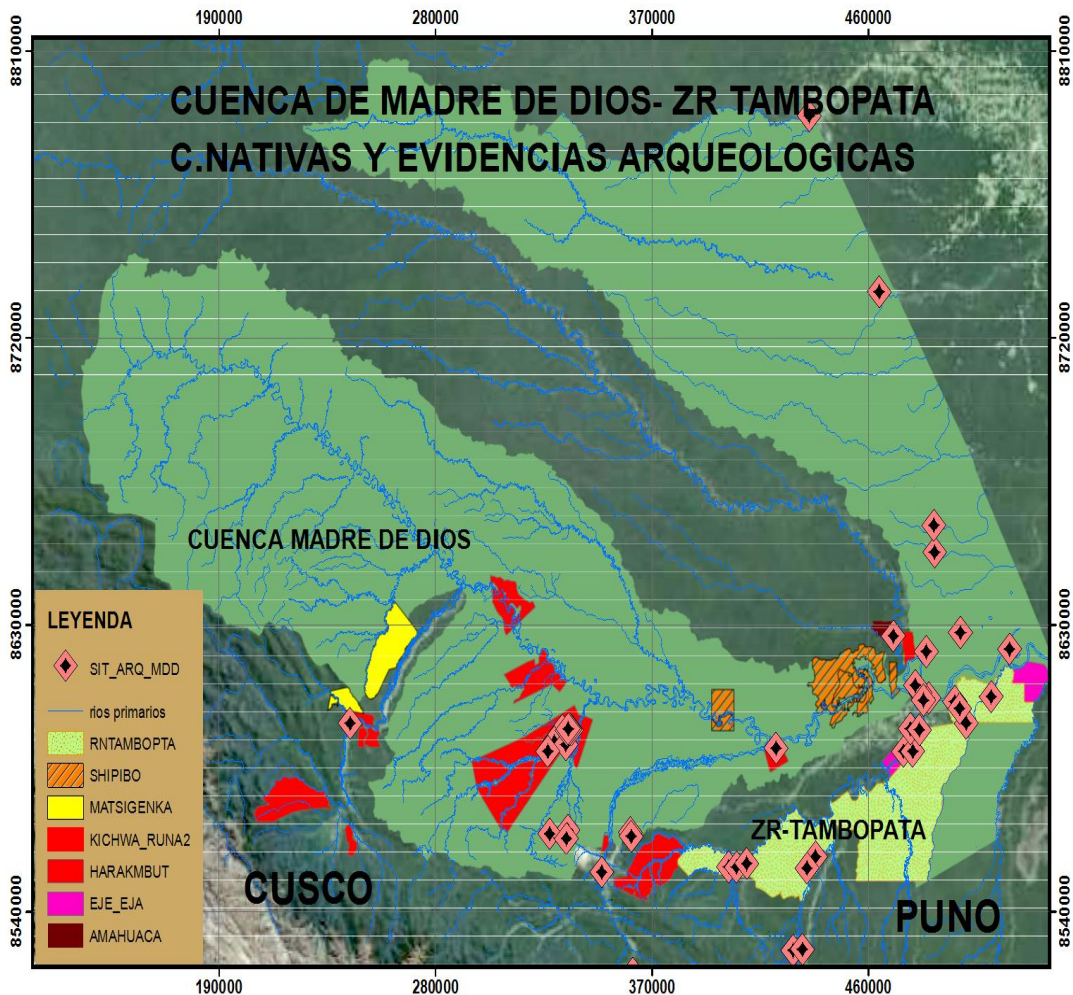 190000 280000 370000 460000
8810000 8810000
CUENCA DE MADRE DE DIOS- ZR TAMBOPATA
C.NATIVAS Y EVIDENCIAS ARQUEOLOGICAS
8720000 8720000
CUENCA MADRE DE DIOS
8630000 8630000
LEYENDA
SIT_ARQ_MDD
rios primarios
RNTAMBOPTA
SHIPIBO
MATSIGENKA
KICHWA_RUNA2
HARAKMBUT
EJE_EJA
AMAHUACA
ZR-TAMBOPATA
CUSCO
PUNO
8540000 8540000
190000 280000 370000 460000